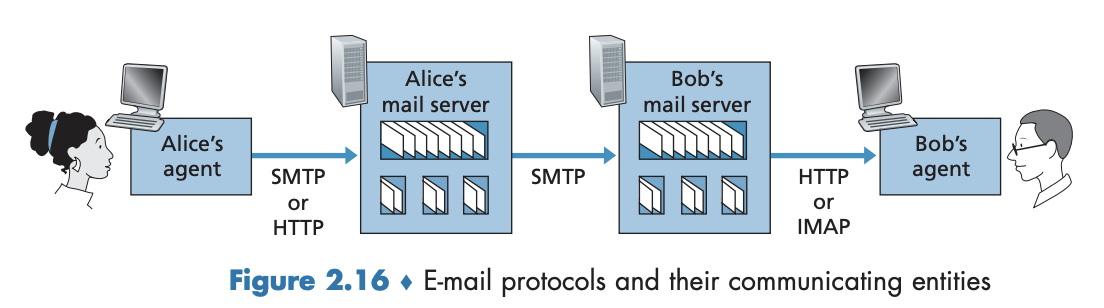 Alice's
agent
SMTP
or
HTTP
Alice's
mail server
SMTP
Bob's
mail server
HTTP
or
IMAP
Bob's
agent
Figure 2.16 ♦ E-mail protocols and their communicating entities